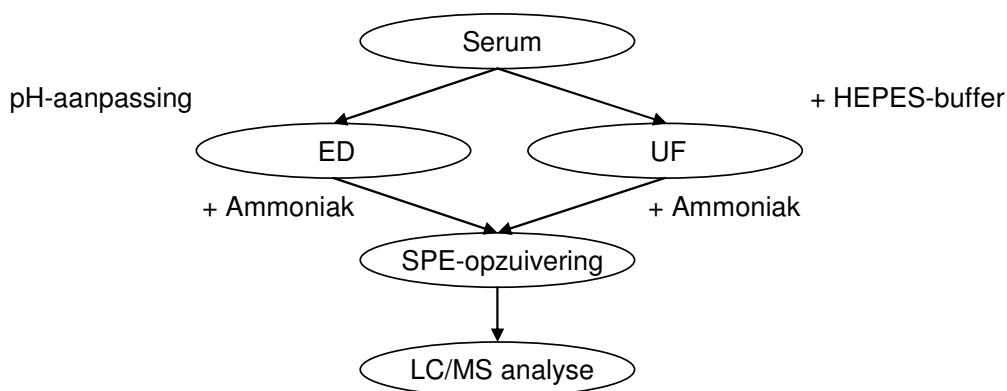 Serum
pH-aanpassing
+ HEPES-buffer
ED
UF
+ Ammoniak
+ Ammoniak
SPE-opzuivering
LC/MS analyse